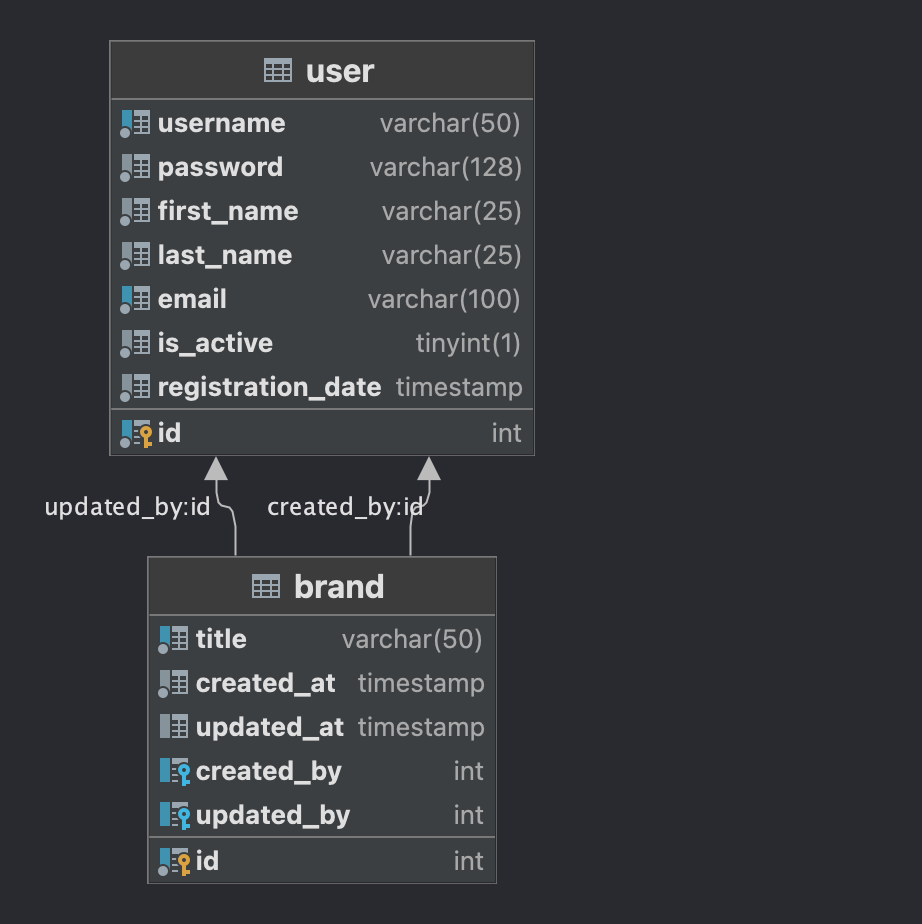 user
username varchar(50)
password varchar(128)
first_name varchar(25)
last_name varchar(25)
email varchar(100)
is_active tinyint(1)
registration_date timestamp
id int
updated_by:id created_by:id
brand
title varchar(50)
created_at timestamp
updated_at timestamp
created_by int
updated_by int
id int